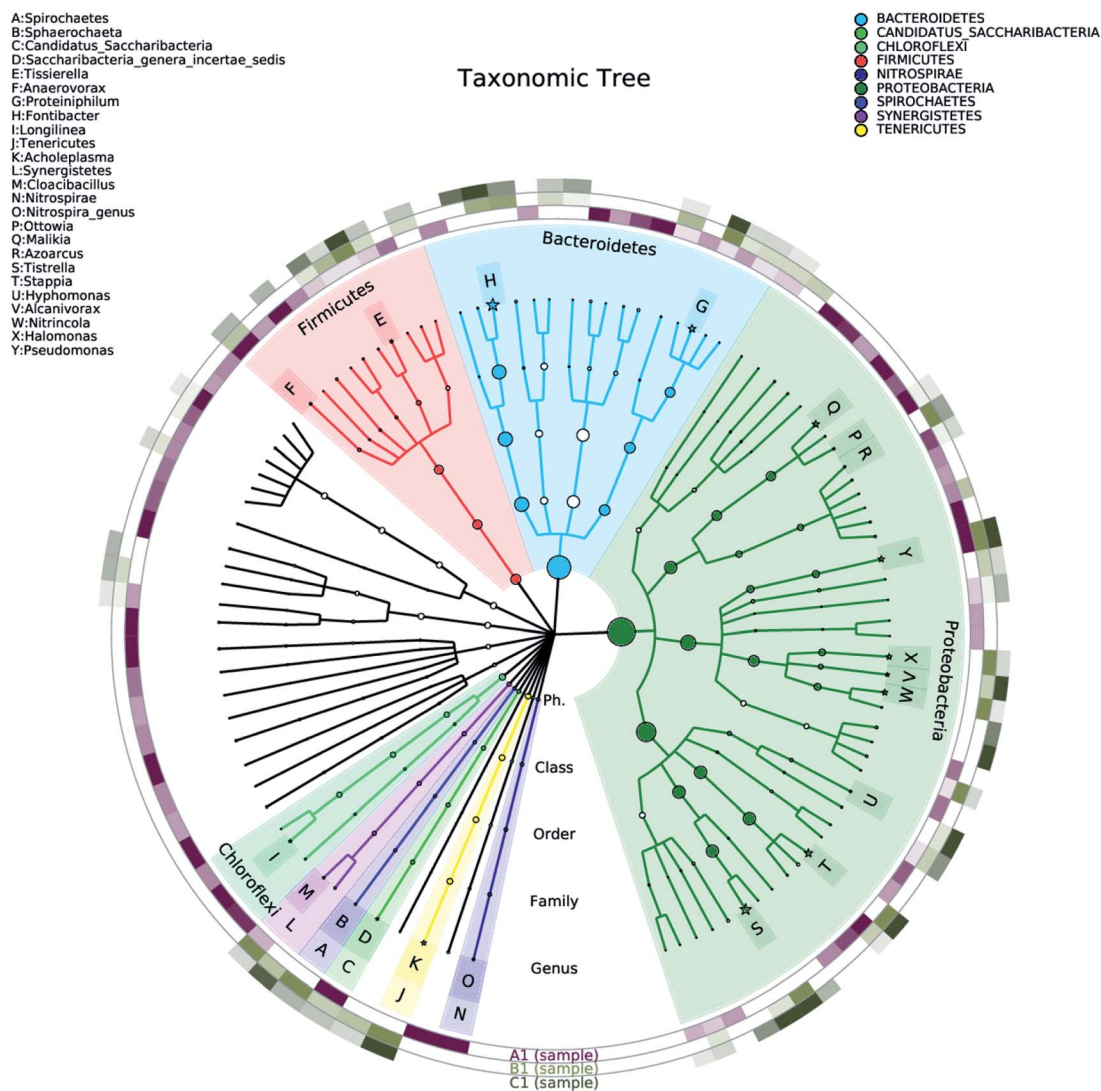 A:Spirochaetes
B:Sphaerochaeta
C:Candidatus_Saccharibacteria
D:Saccharibacteria_genera_incertae_sedis
E:Tissierella
F:Anaerovorax
G:Proteiniphilum
H:Fontibacter
I:Longilinea
J:Tenericutes
K:Acholeplasma
L:Synergistetes
M:Cloacibacillus
N:Nitrospirae
O:Nitrospira_genus
P:Ottowia
Q:Malikia
R:Azoarcus
S:Tistrella
T:Stappia
U:Hyphomonas
V:Alcanivorax
W:Nitrincola
X:Halomonas
Y:Pseudomonas
Taxonomic Tree
BACTEROIDETES
CANDIDATUS_SACCHARIBACTERIA
CHLOROFLEXI
FIRMICUTES
NITROSPIRAE
PROTEOBACTERIA
SPIROCHAETES
SYNERGISTETES
TENERICUTES
Bacteroidetes
Firmicutes
H
G
E
F
Q
P
R
Y
X
V
W
Proteobacteria
U
T
S
Ph.
Class
Order
Family
Genus
Chloroflexi
I
M
L
B
A
D
C
K
J
O
N
A1 (sample)
B1 (sample)
C1 (sample)